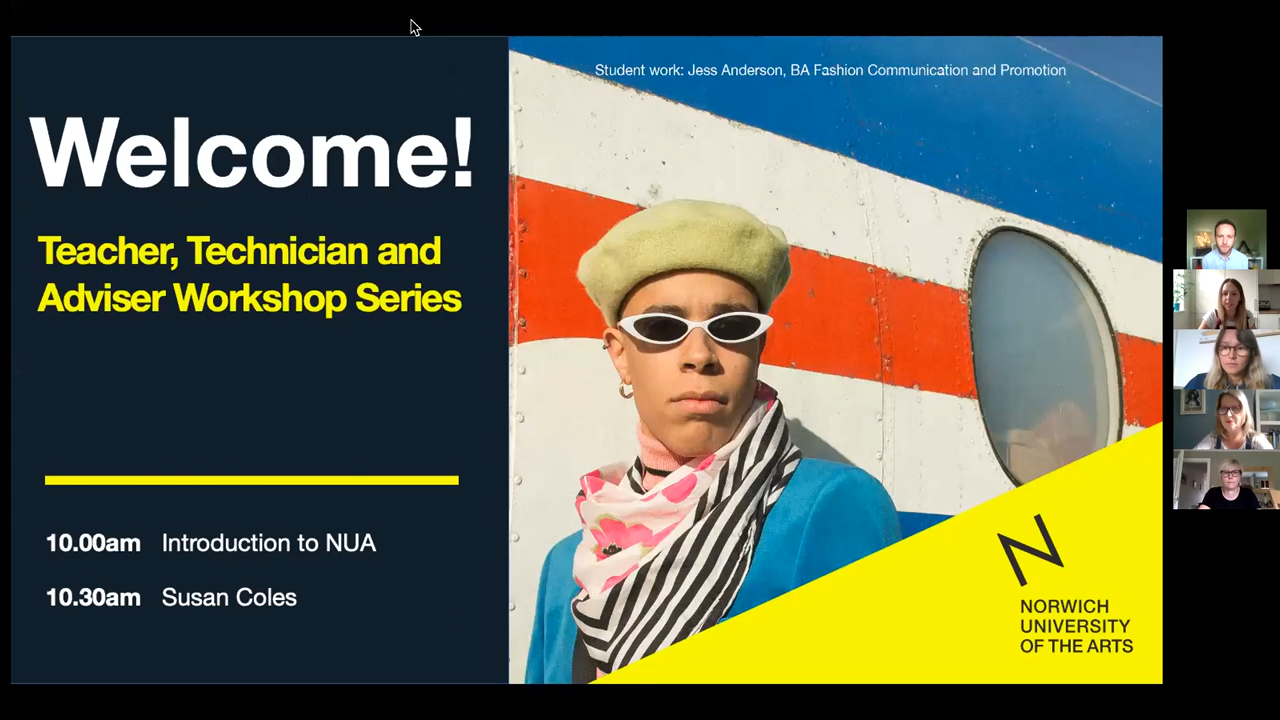 Welcome!
Teacher, Technician and
Adviser Workshop Series
10.00am Introduction to NUA
10.30am Susan Coles
Student work: Jess Anderson, BA Fashion Communication and Promotion
N
NORWICH
UNIVERSITY
OF THE ARTS